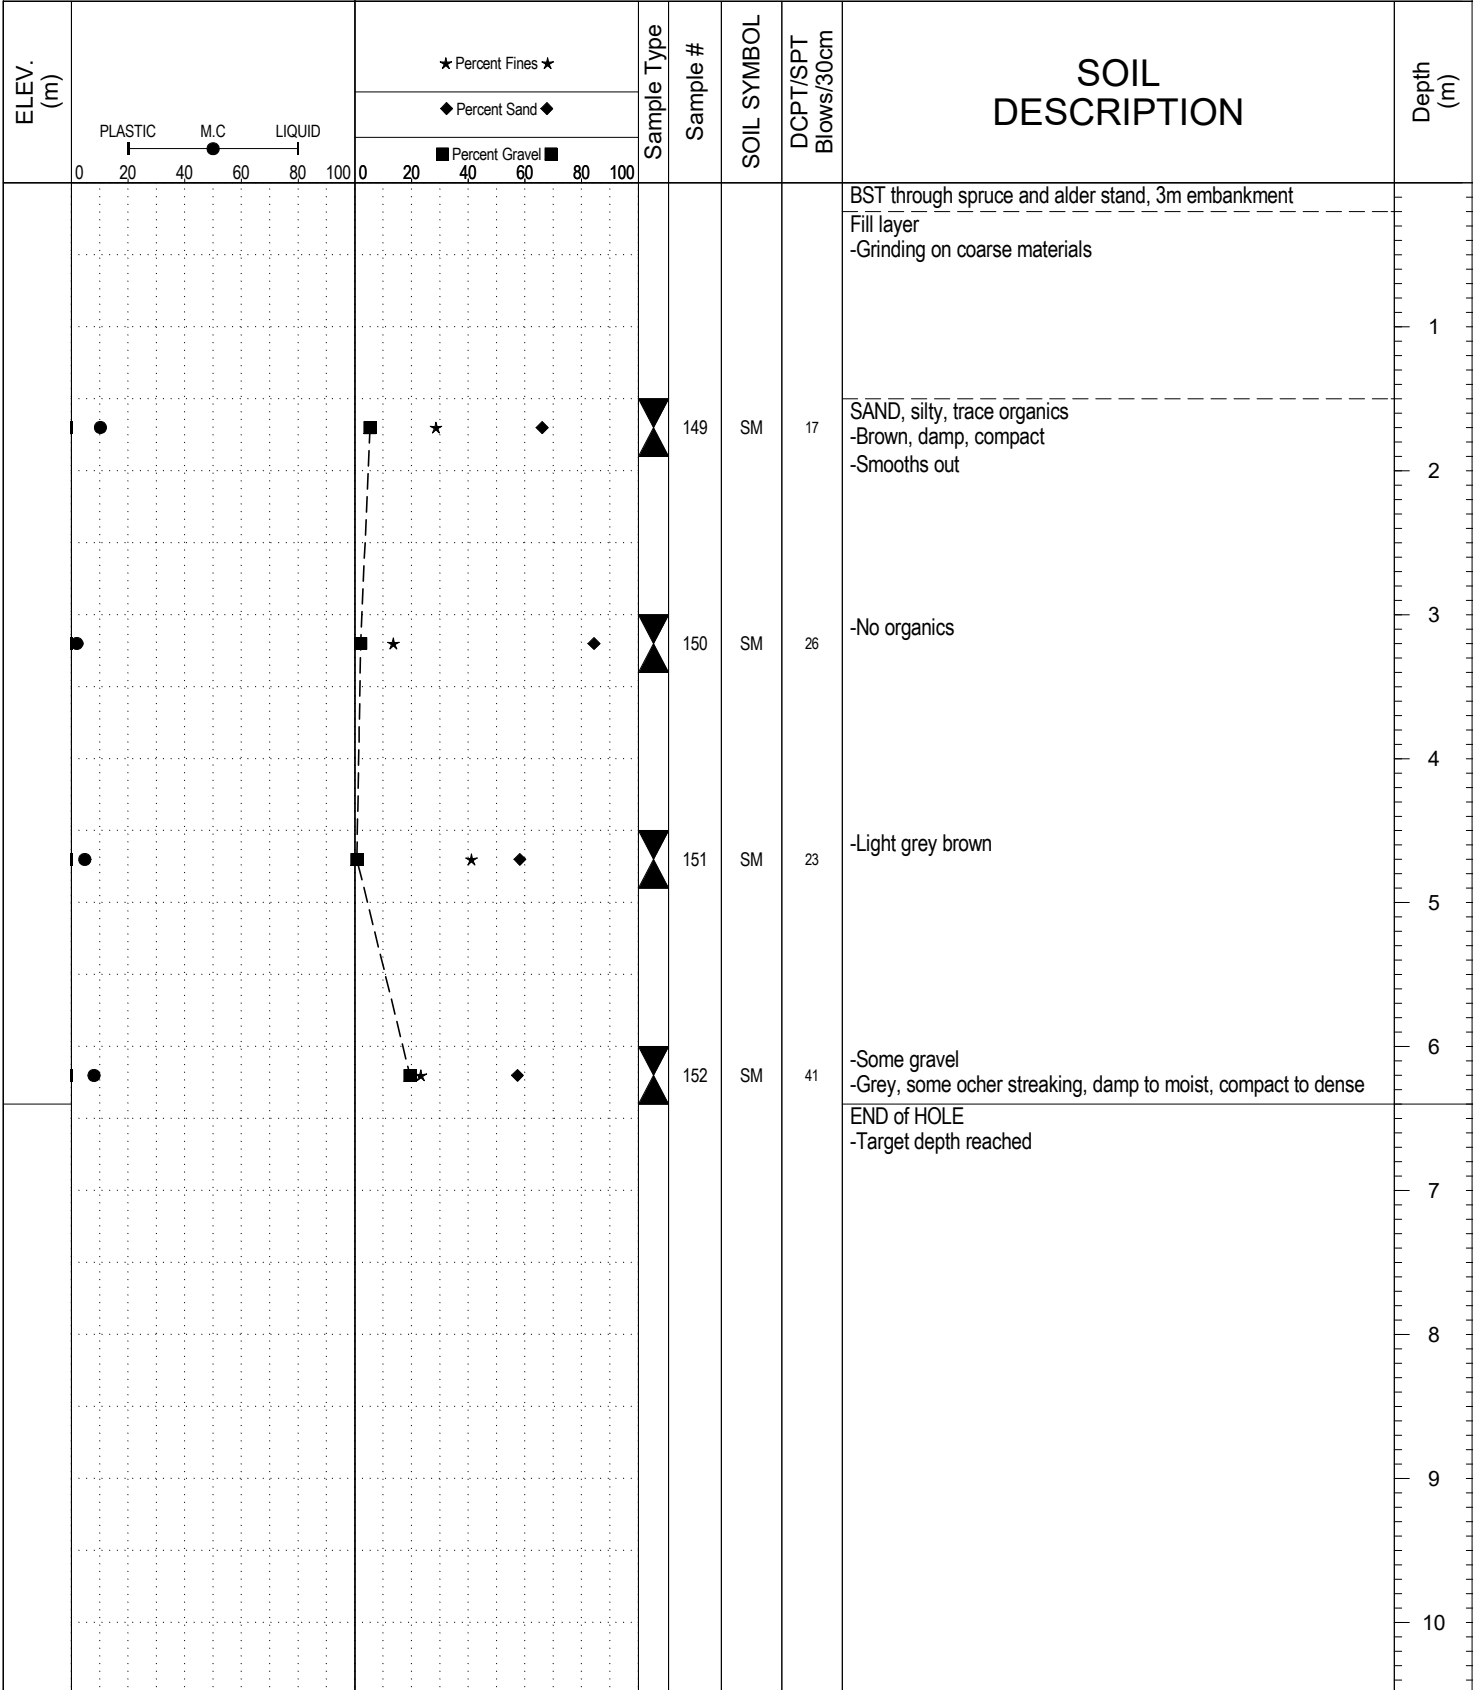 ELEV.
(m)
PLASTIC M.C LIQUID
0 20 40 60 80 100
★ Percent Fines ★
◆ Percent Sand ◆
■ Percent Gravel ■
0 20 40 60 80 100
Sample Type
Sample #
SOIL SYMBOL
DCPT/SPT
Blows/30cm
SOIL
DESCRIPTION
Depth
(m)
BST through spruce and alder stand, 3m embankment
Fill layer
-Grinding on coarse materials
1
SAND, silty, trace organics
149 SM 17 -Brown, damp, compact
-Smooths out
2
3
-No organics
150 SM 26
4
-Light grey brown
151 SM 23
5
6
-Some gravel
152 SM 41 -Grey, some ocher streaking, damp to moist, compact to dense
END of HOLE
-Target depth reached
7
8
9
10